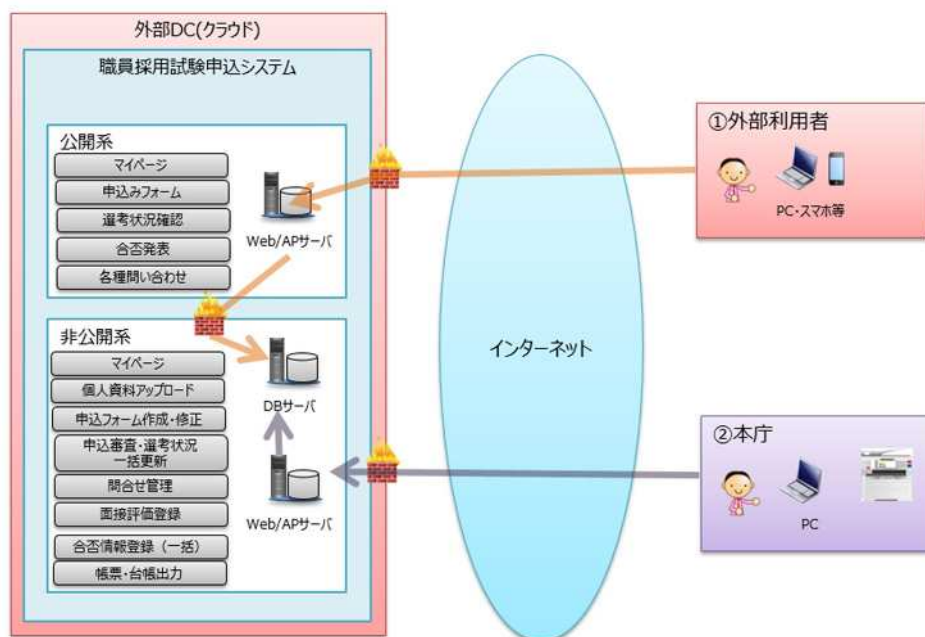 外部DC(クラウド)
職員採用試験申込システム
公開系
マイページ
申込みフォーム
選考状況確認
合否発表
各種問い合わせ
Web/APサーバ
非公開系
マイページ
個人資料アップロード
申込フォーム作成・修正
申込審査・選考状況
一括更新
問合せ管理
面接評価登録
合否情報登録（一括）
帳票・台帳出力
DBサーバ
Web/APサーバ
インターネット
①外部利用者
PC・スマホ等
②本庁
PC